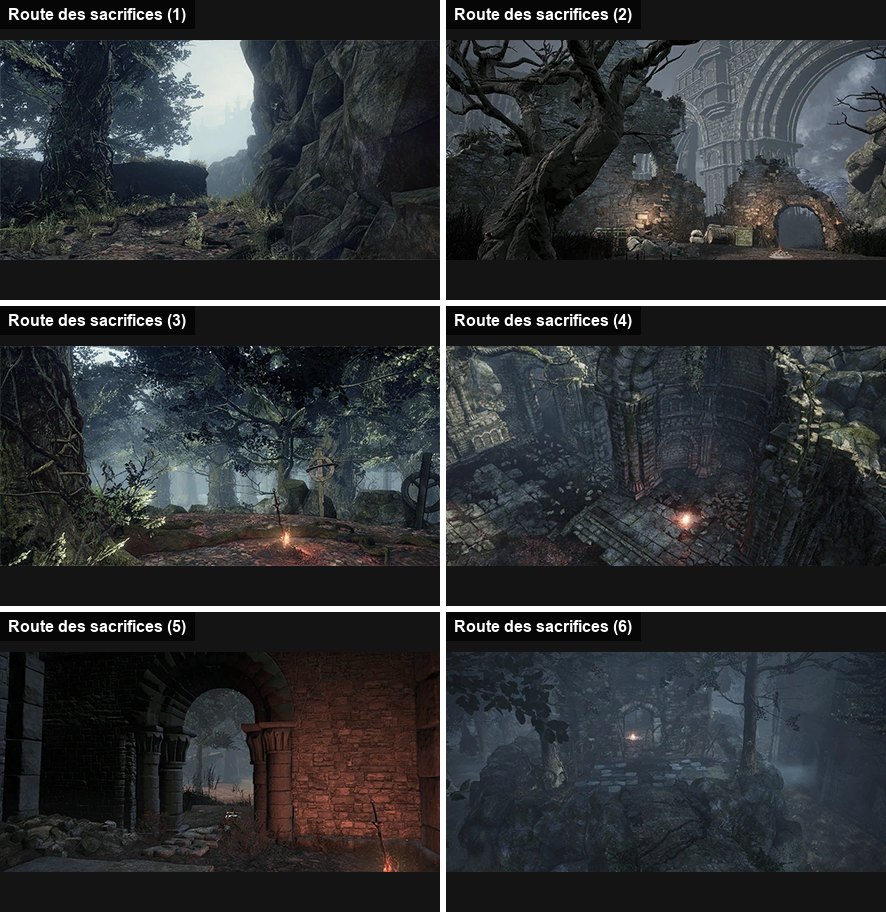 Route des sacrifices (1)
Route des sacrifices (2)
Route des sacrifices (3)
Route des sacrifices (4)
Route des sacrifices (5)
Route des sacrifices (6)